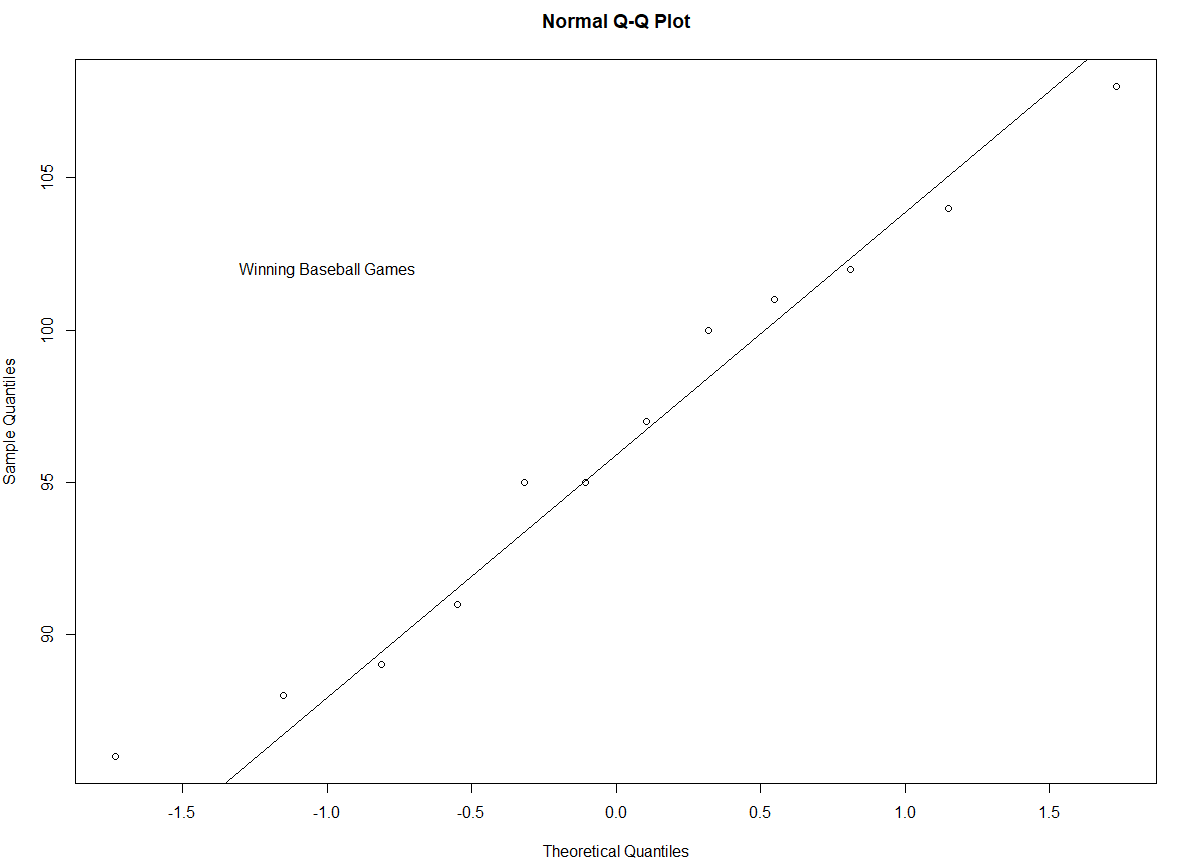 Normal Q-Q Plot
105
Winning Baseball Games
100
Sample Quantiles
95
90
-1.5 -1.0 -0.5 0.0 0.5 1.0 1.5
Theoretical Quantiles